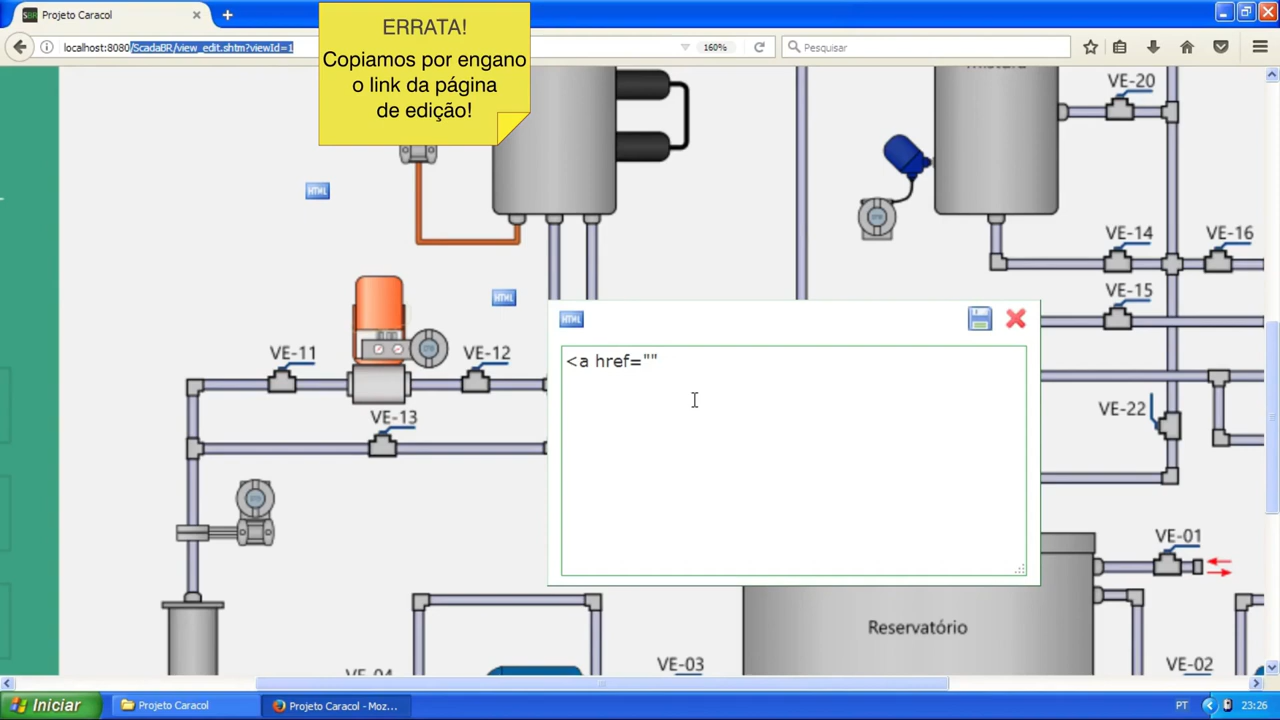 SBR Projeto Caracol
ERRATA!
Copiamos por engano
o link da página
de edição!
localhost:8080/ScadaBR/view_edit.shtm?viewId=1
160%
Pesquisar
VE-20
HTML
VE-14
VE-16
HTML
VE-15
HTML
VE-11
VE-12
<a href=""
VE-13
VE-22
VE-01
Reservatório
VE-03
VE-02
Iniciar
Projeto Caracol
Projeto Caracol - Moz...
PT
23:26